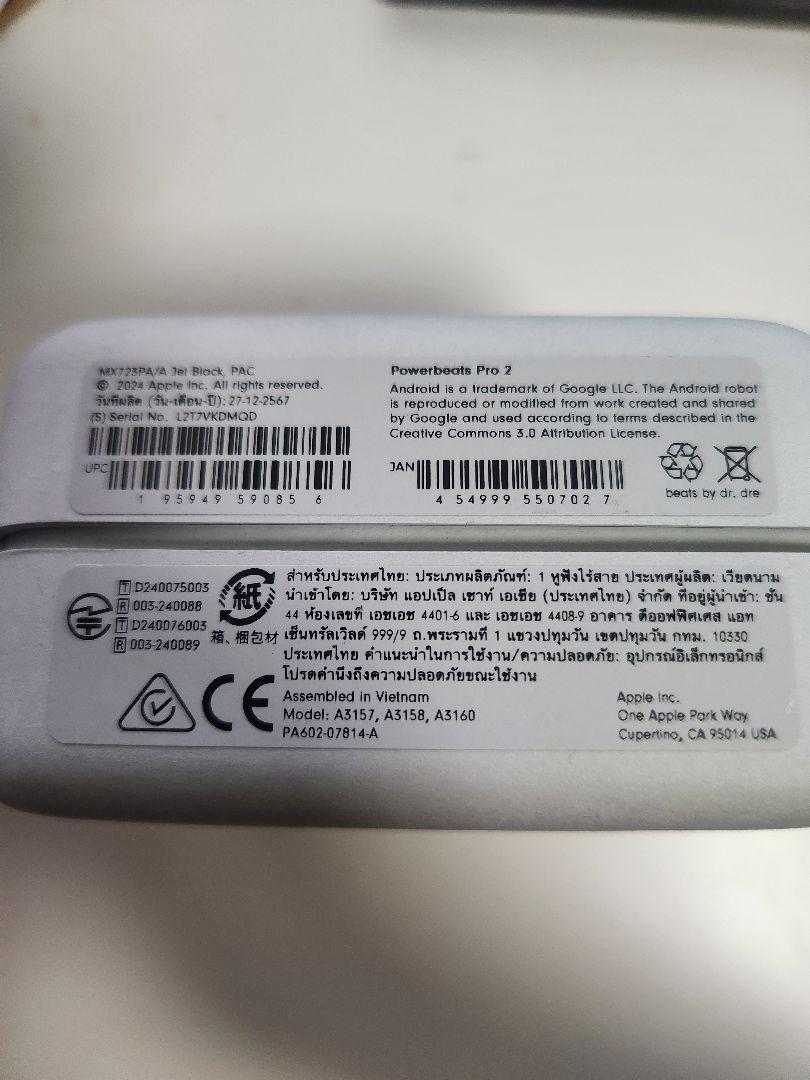 MX723PA/A Jet Black, PAC
© 2024 Apple Inc. All rights reserved.
วันที่ผลิต (วัน-เดือน-ปี): 27-12-2567
(S) Serial No. L2T7VKDMQD
UPC
1 95949 59085 6
Powerbeats Pro 2
Android is a trademark of Google LLC. The Android robot
is reproduced or modified from work created and shared
by Google and used according to terms described in the
Creative Commons 3.0 Attribution License.
JAN
4 54999 550702 7
beats by dr. dre
T D240075003
R 003-240088
T D240076003
R 003-240089
紙
箱、梱包材
สำหรับประเทศไทย: ประเภทผลิตภัณฑ์: 1 หูฟังไร้สาย ประเทศผู้ผลิต: เวียดนาม
นำเข้าโดย: บริษัท แอปเปิล เซาท์ เอเชีย (ประเทศไทย) จำกัด ที่อยู่ผู้นำเข้า: ชั้น
44 ห้องเลขที่ เอชเอช 4401-6 และ เอชเอช 4408-9 อาคาร ดิออฟฟิศเศส แอท
เซ็นทรัลเวิลด์ 999/9 ถ.พระรามที่ 1 แขวงปทุมวัน เขตปทุมวัน กทม. 10330
ประเทศไทย คำแนะนำในการใช้งาน/ความปลอดภัย: อุปกรณ์อิเล็กทรอนิกส์
โปรดคำนึงถึงความปลอดภัยขณะใช้งาน
CE
Assembled in Vietnam
Model: A3157, A3158, A3160
PA602-07814-A
Apple Inc.
One Apple Park Way
Cupertino, CA 95014 USA